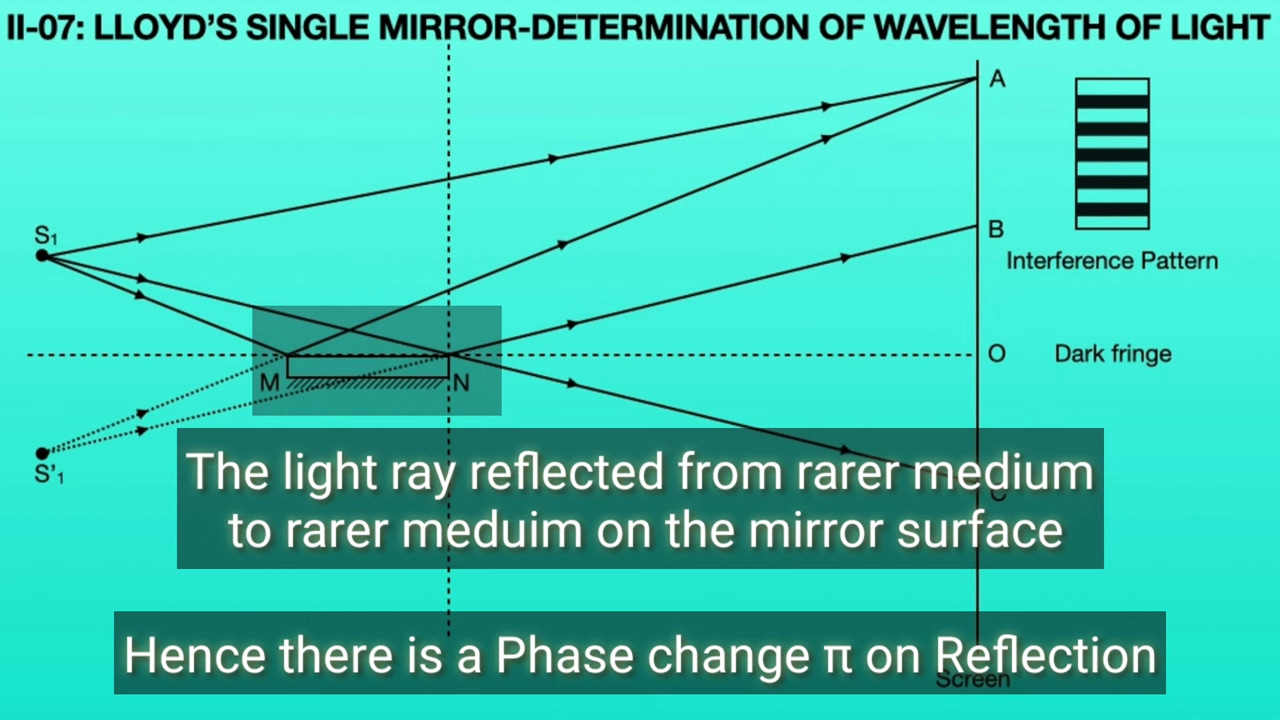 II-07: LLOYD'S SINGLE MIRROR-DETERMINATION OF WAVELENGTH OF LIGHT
A
S₁
B
Interference Pattern
O
Dark fringe
M
N
S'₁
C
The light ray reflected from rarer medium
to rarer meduim on the mirror surface
Hence there is a Phase change π on Reflection
Screen